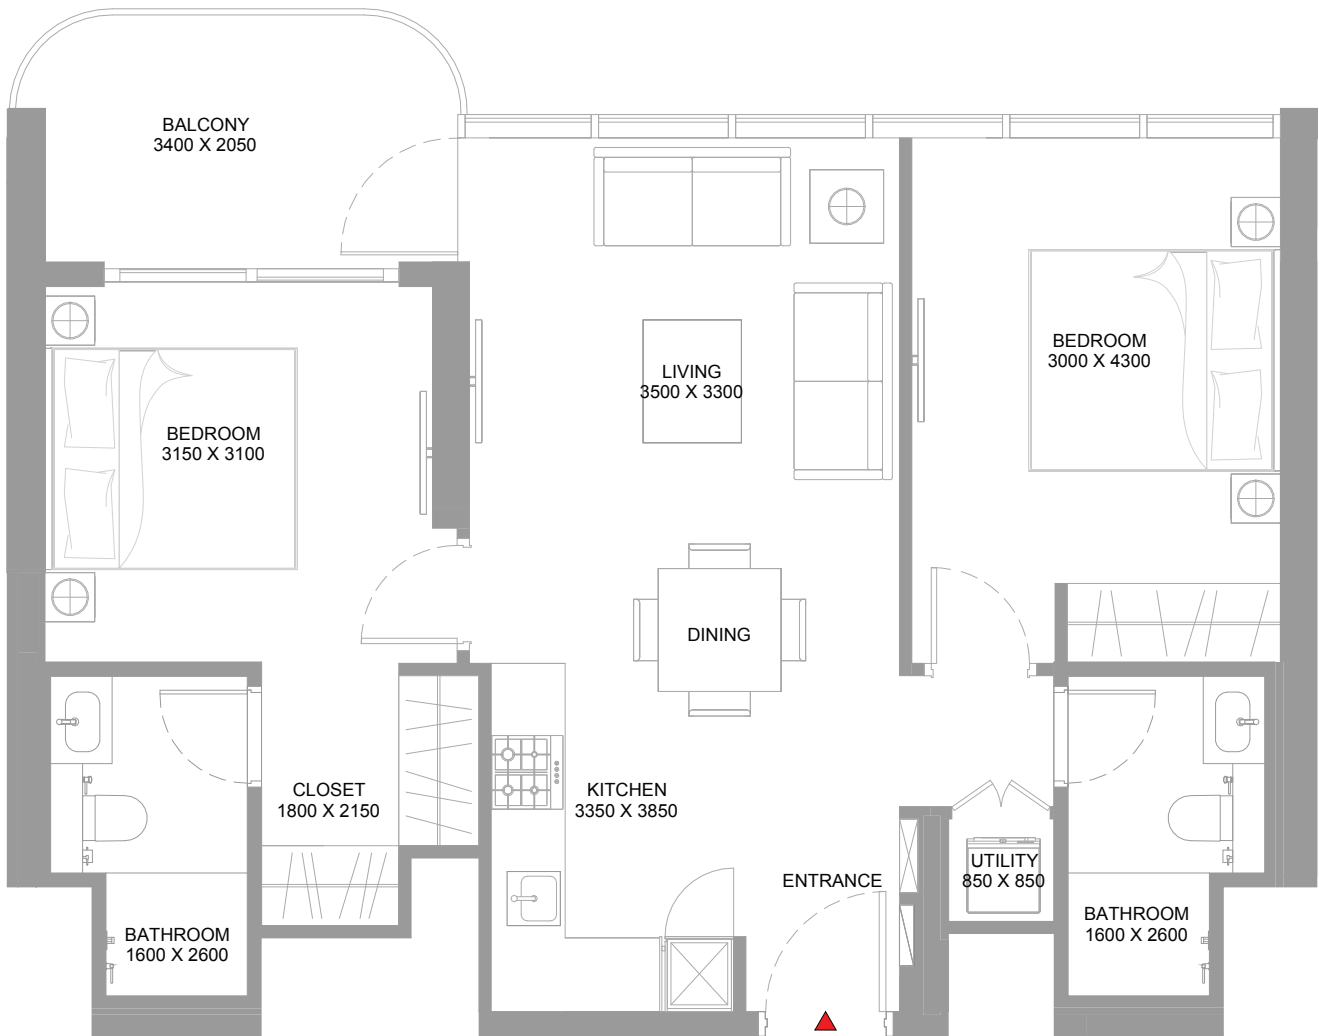 BALCONY
3400 X 2050
BEDROOM
3000 X 4300
LIVING
3500 X 3300
BEDROOM
3150 X 3100
DINING
CLOSET
1800 X 2150
KITCHEN
3350 X 3850
ENTRANCE
UTILITY
850 X 850
BATHROOM
1600 X 2600
BATHROOM
1600 X 2600